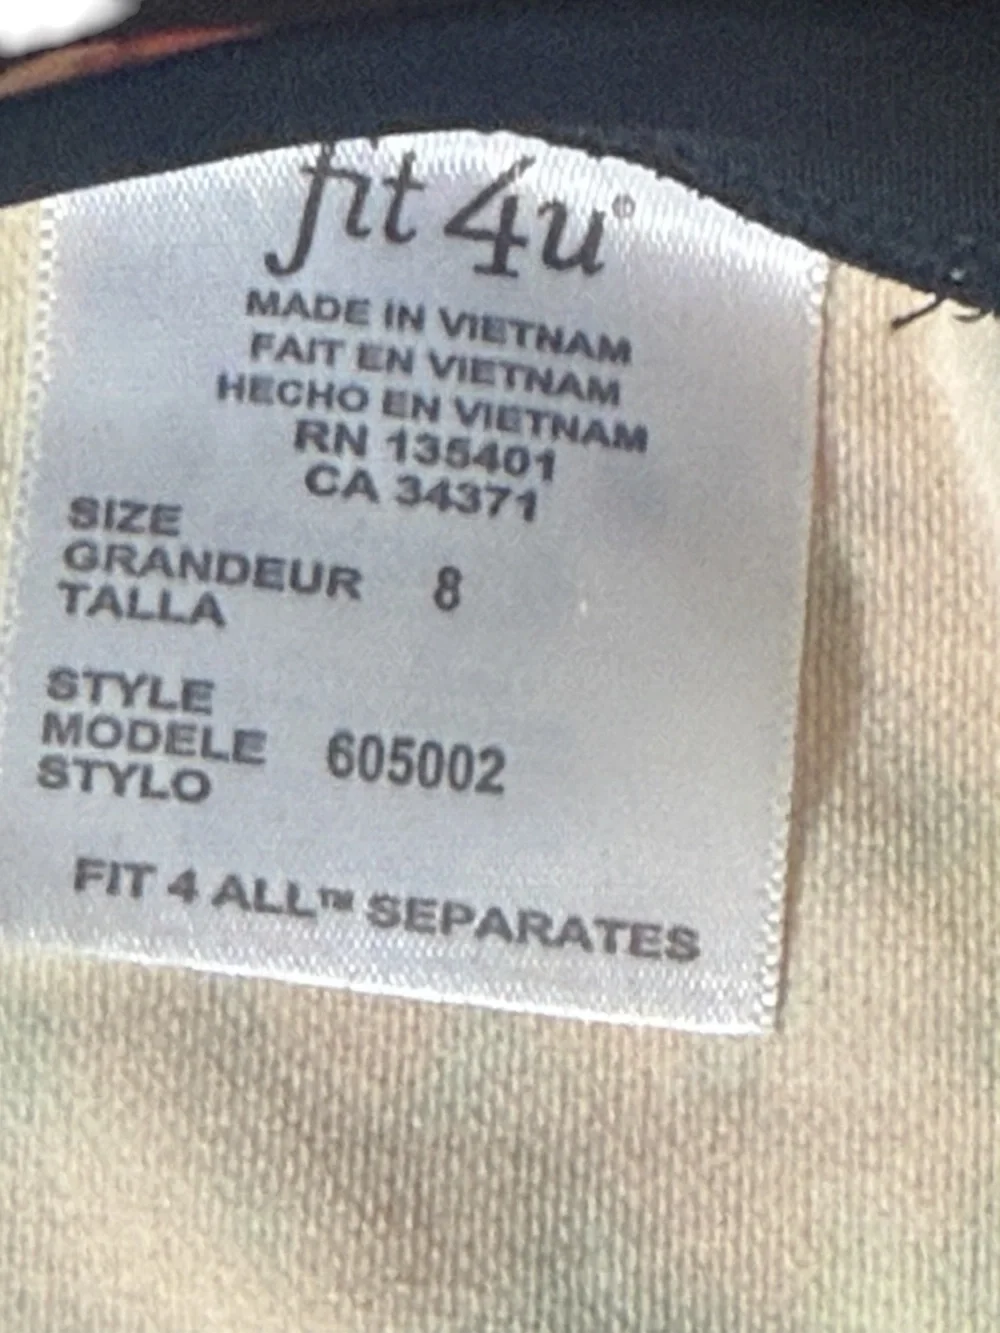 fit 4u®
MADE IN VIETNAM
FAIT EN VIETNAM
HECHO EN VIETNAM
RN 135401
CA 34371
SIZE
GRANDEUR 8
TALLA
STYLE
MODELE 605002
STYLO
FIT 4 ALL™ SEPARATES